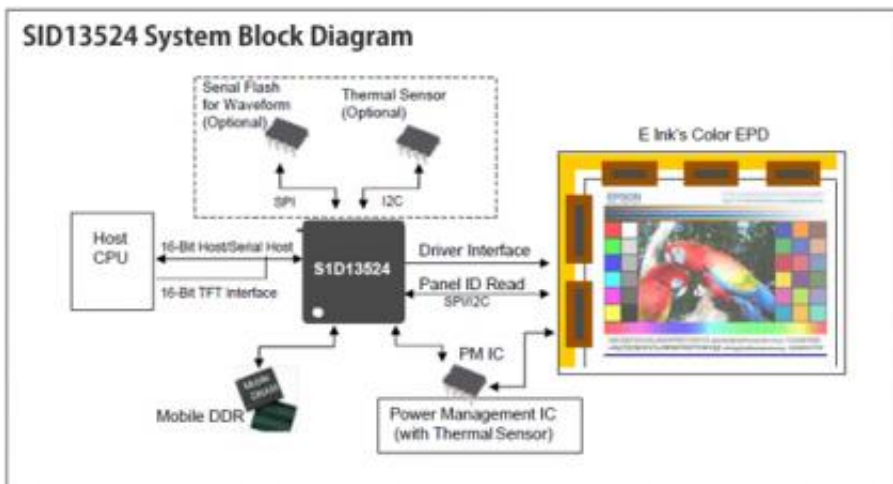 SID13524 System Block Diagram
Serial Flash
for Waveform
(Optional)
Thermal Sensor
(Optional)
E Ink's Color EPD
SPI
I2C
Host
CPU
16-Bit Host/Serial Host
16-Bit TFT Interface
S1D13524
Driver Interface
Panel ID Read
SPI/I2C
EPSON
PM IC
Mobile
DRAM
Mobile DDR
Power Management IC
(with Thermal Sensor)